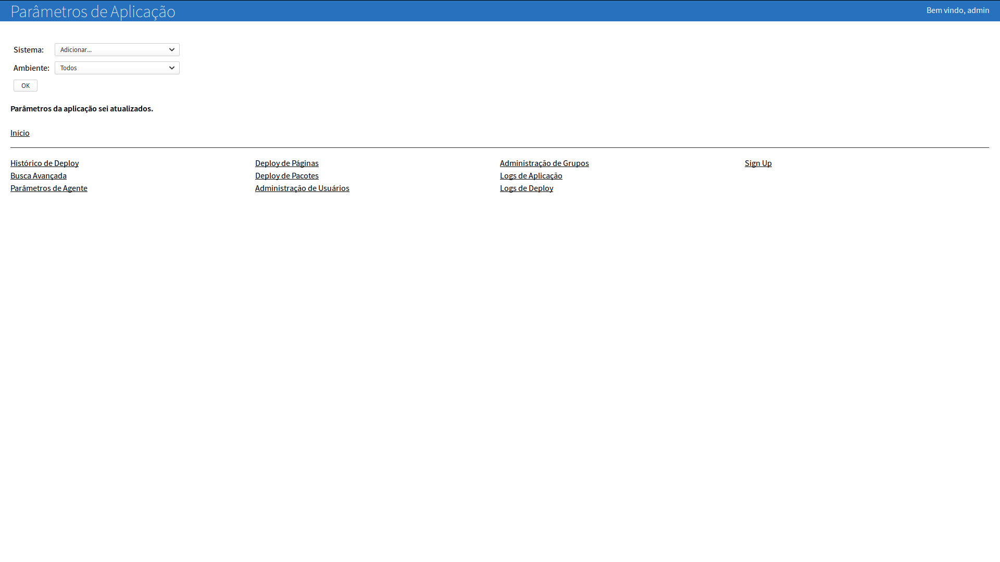 Parâmetros de Aplicação
Bem vindo, admin
Sistema: Adicionar...
Ambiente: Todos
OK
Parâmetros da aplicação sei atualizados.
Início
Histórico de Deploy
Busca Avançada
Parâmetros de Agente
Deploy de Páginas
Deploy de Pacotes
Administração de Usuários
Administração de Grupos
Logs de Aplicação
Logs de Deploy
Sign Up